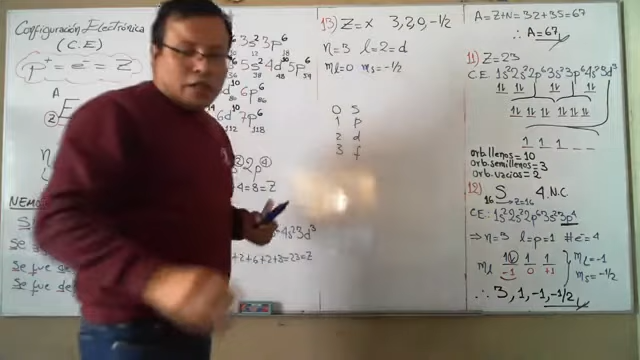 Configuración Electrónica
(C.E)
p⁺ = e⁻ = Z
A
E
Z
3s² 3p⁶
5s² 4d¹⁰ 5p⁶
6p⁶
6d¹⁰ 7p⁶
112 118
2p④
+4=8=Z
4s² 3d³
+2+6+2+3=23=Z
NEMO
S
Se
Se fue de
Se fue de
13) Z=x 3,2,0,-1/2
n=3 l=2=d
ml=0 ms=-1/2
0 s
1 p
2 d
3 f
A=Z+N=32+35=67
∴ A=67
11) Z=23
C.E 1s² 2s² 2p⁶ 3s² 3p⁶ 4s² 3d³
orb.llenos=10
orb.semillenos=3
orb.vacios=2
12) ₁₆S 4.N.C
→Z=16
C.E: 1s² 2s² 2p⁶ 3s² 3p⁴
⇒ n=3 l=p=1 #e⁻=4
ml -1 0 +1
ml=-1
ms=-1/2
∴ 3,1,-1,-1/2